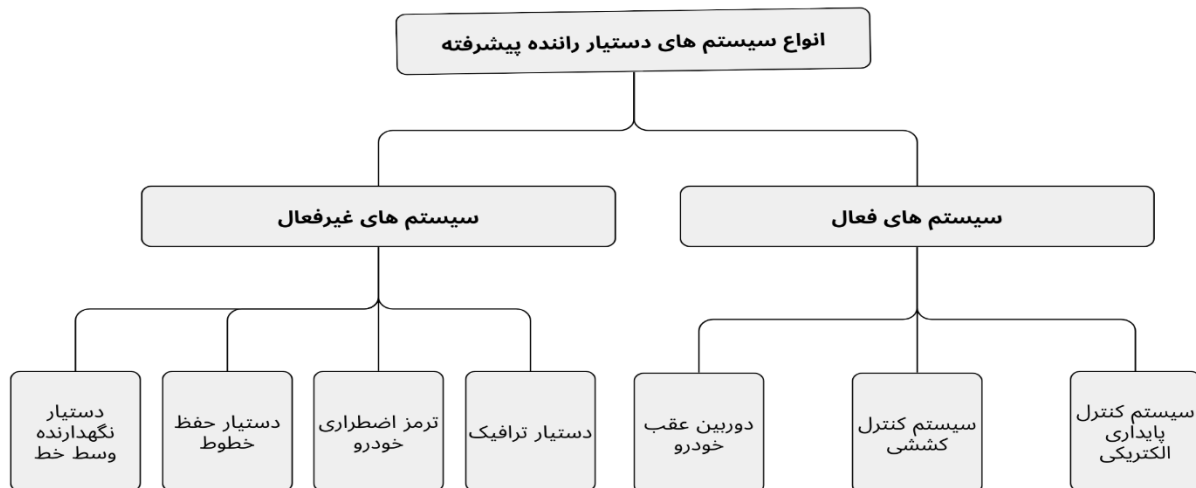 انواع سیستم های دستیار راننده پیشرفته
سیستم های فعال
سیستم های غیرفعال
سیستم کنترل
پایداری
الکتریکی
سیستم کنترل
کششی
دوربین عقب
خودرو
دستیار ترافیک
ترمز اضطراری
خودرو
دستیار حفظ
خطوط
دستیار
نگهدارنده
وسط خط